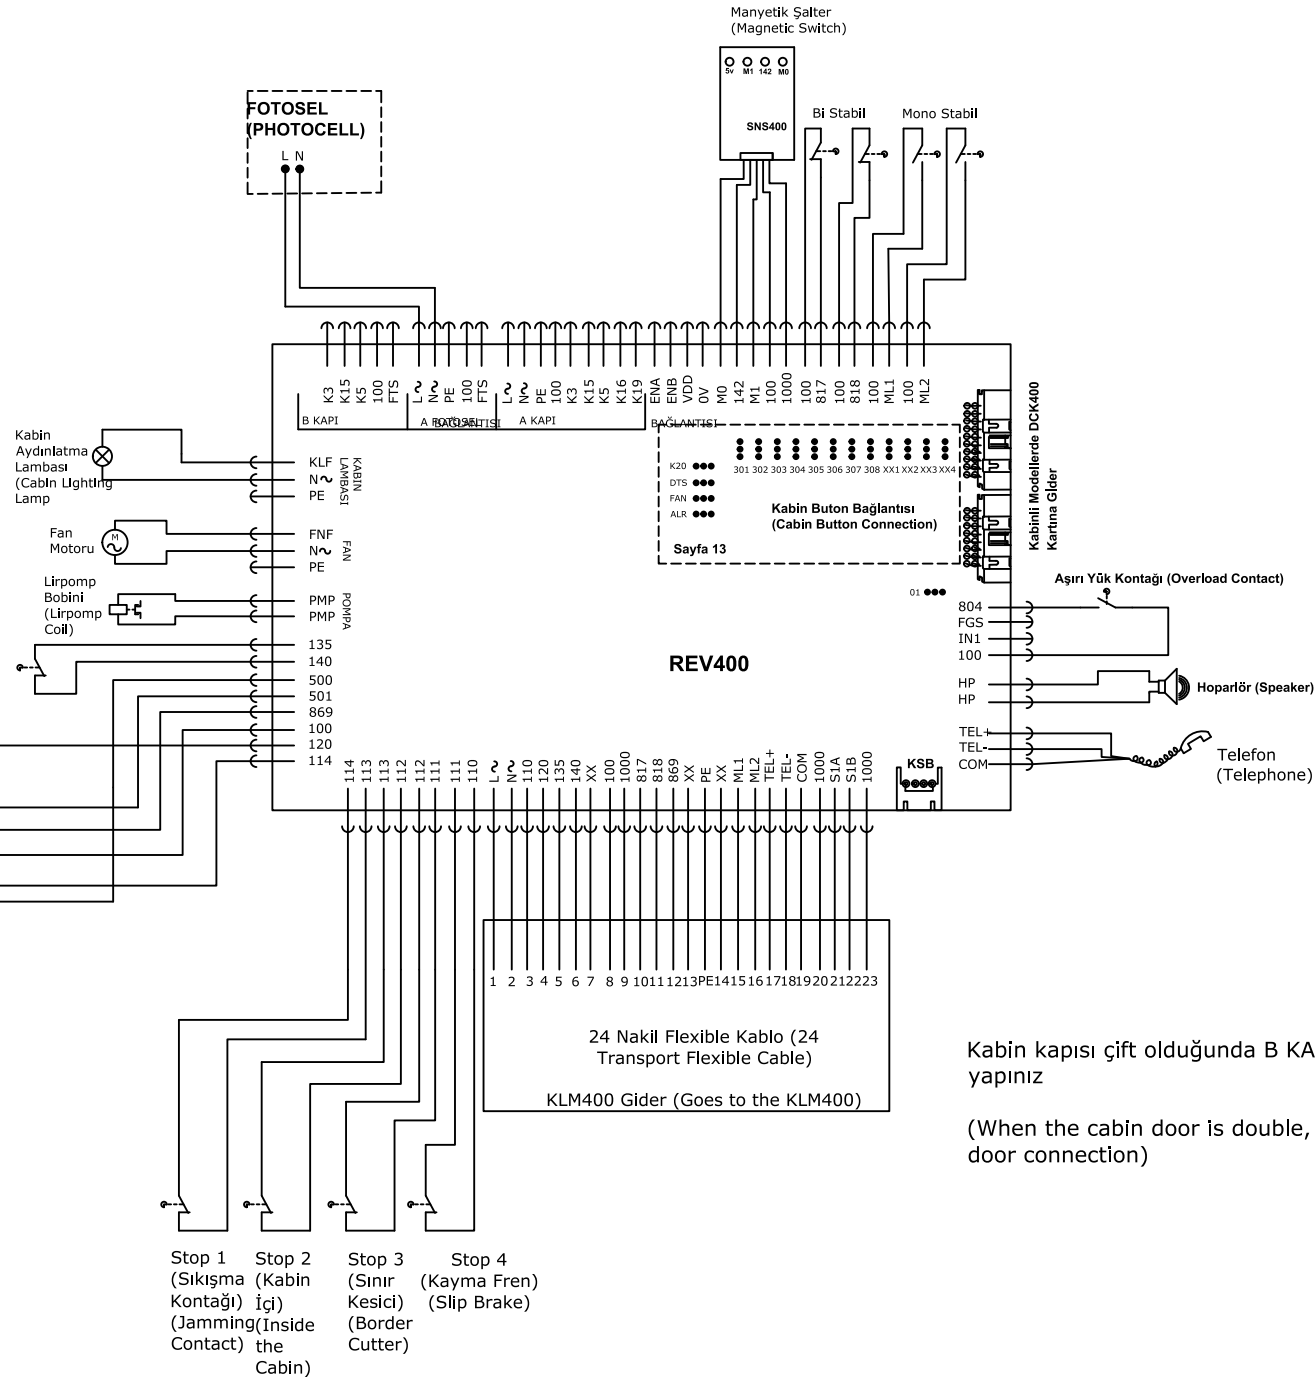 Manyetik Şalter
(Magnetic Switch)
5v M1 142 M0
SNS400
Bi Stabil
Mono Stabil
FOTOSEL
(PHOTOCELL)
L N
K3 K15 K5 100 FTS L N PE 100 FTS L N PE 100 K3 K15 K5 K16 K19 ENA ENB VDD 0V M0 142 M1 100 1000 100 817 100 818 100 ML1 100 ML2
B KAPI
A FOTOSEL
BAĞLANTISI
A KAPI
BAĞLANTISI
Kabin
Aydınlatma
Lambası
(Cabin Lighting
Lamp
KLF
N
PE
KABIN
LAMBASI
Fan
Motoru
M
FNF
N
PE
FAN
Lirpomp
Bobini
(Lirpomp
Coil)
PMP
PMP
POMPA
135
140
500
501
869
100
120
114
301 302 303 304 305 306 307 308 XX1 XX2 XX3 XX4
K20
DTS
FAN
ALR
Kabin Buton Bağlantısı
(Cabin Button Connection)
Sayfa 13
Kabinli Modellerde DCK400
Kartına Gider
01
Aşırı Yük Kontağı (Overload Contact)
804
FGS
IN1
100
REV400
HP
HP
Hoparlör (Speaker)
TEL+
TEL-
COM
Telefon
(Telephone)
KSB
114 113 113 112 112 111 111 110 L N 110 120 135 140 XX 100 1000 817 818 869 XX PE XX ML1 ML2 TEL+ TEL- COM 1000 S1A S1B 1000
1 2 3 4 5 6 7 8 9 10 11 12 13 PE 14 15 16 17 18 19 20 21 22 23
24 Nakil Flexible Kablo (24
Transport Flexible Cable)
KLM400 Gider (Goes to the KLM400)
Kabin kapısı çift olduğunda B KA
yapınız
(When the cabin door is double,
door connection)
Stop 1
(Sıkışma
Kontağı)
(Jamming
Contact)
Stop 2
(Kabin
İçi)
(Inside
the
Cabin)
Stop 3
(Sınır
Kesici)
(Border
Cutter)
Stop 4
(Kayma Fren)
(Slip Brake)